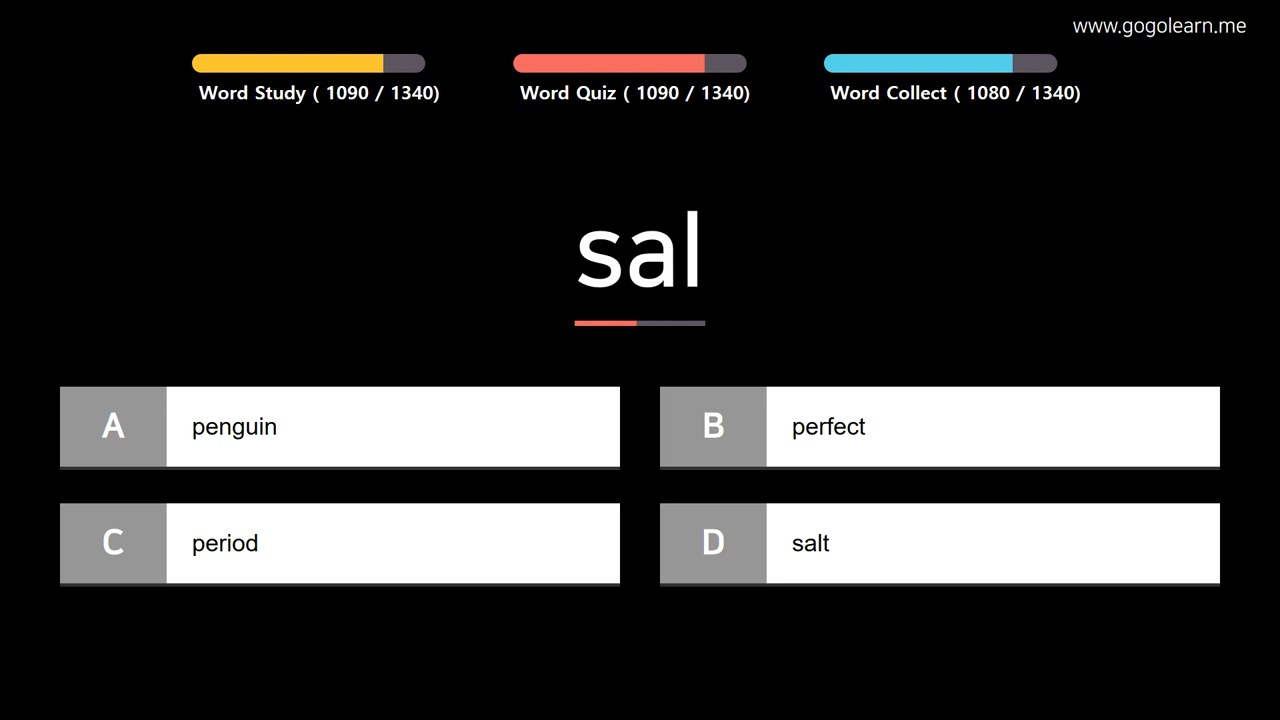 www.gogolearn.me
Word Study ( 1090 / 1340)
Word Quiz ( 1090 / 1340)
Word Collect ( 1080 / 1340)
sal
A penguin
B perfect
C period
D salt